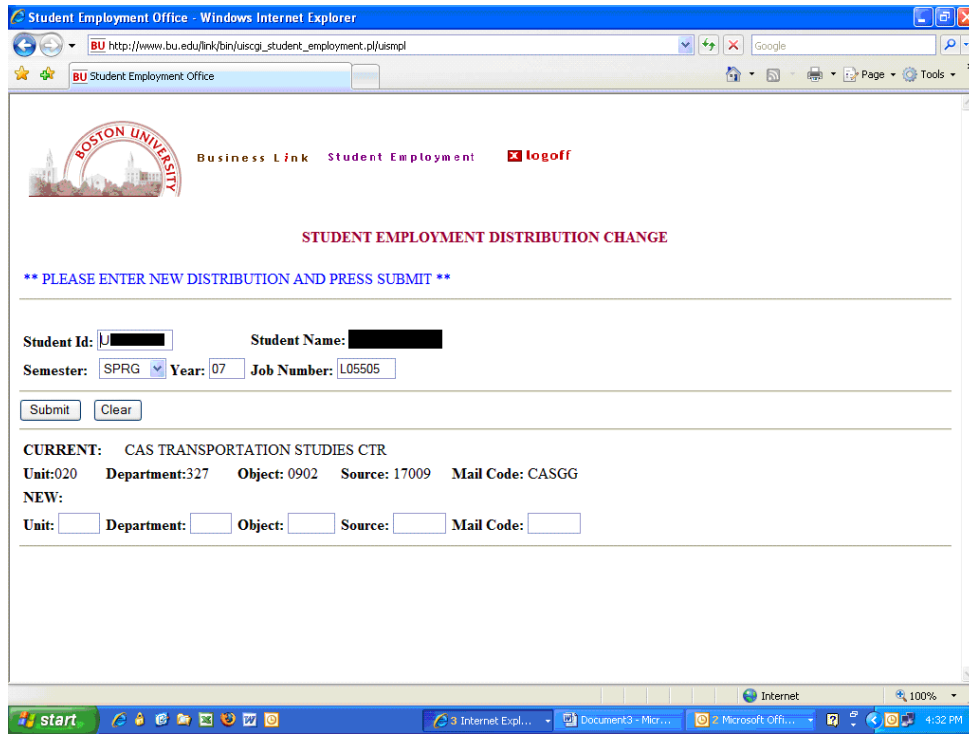 Student Employment Office - Windows Internet Explorer
BU http://www.bu.edu/link/bin/uiscgi_student_employment.pl/uismpl
Google
BU Student Employment Office
Page Tools
BOSTON UNIVERSITY
Business Link Student Employment x logoff
STUDENT EMPLOYMENT DISTRIBUTION CHANGE
** PLEASE ENTER NEW DISTRIBUTION AND PRESS SUBMIT **
Student Id: U Student Name:
Semester: SPRG Year: 07 Job Number: L05505
Submit Clear
CURRENT: CAS TRANSPORTATION STUDIES CTR
Unit:020 Department:327 Object: 0902 Source: 17009 Mail Code: CASGG
NEW:
Unit: Department: Object: Source: Mail Code:
Internet 100%
start 3 Internet Expl... Document3 - Micr... 2 Microsoft Offi... 4:32 PM